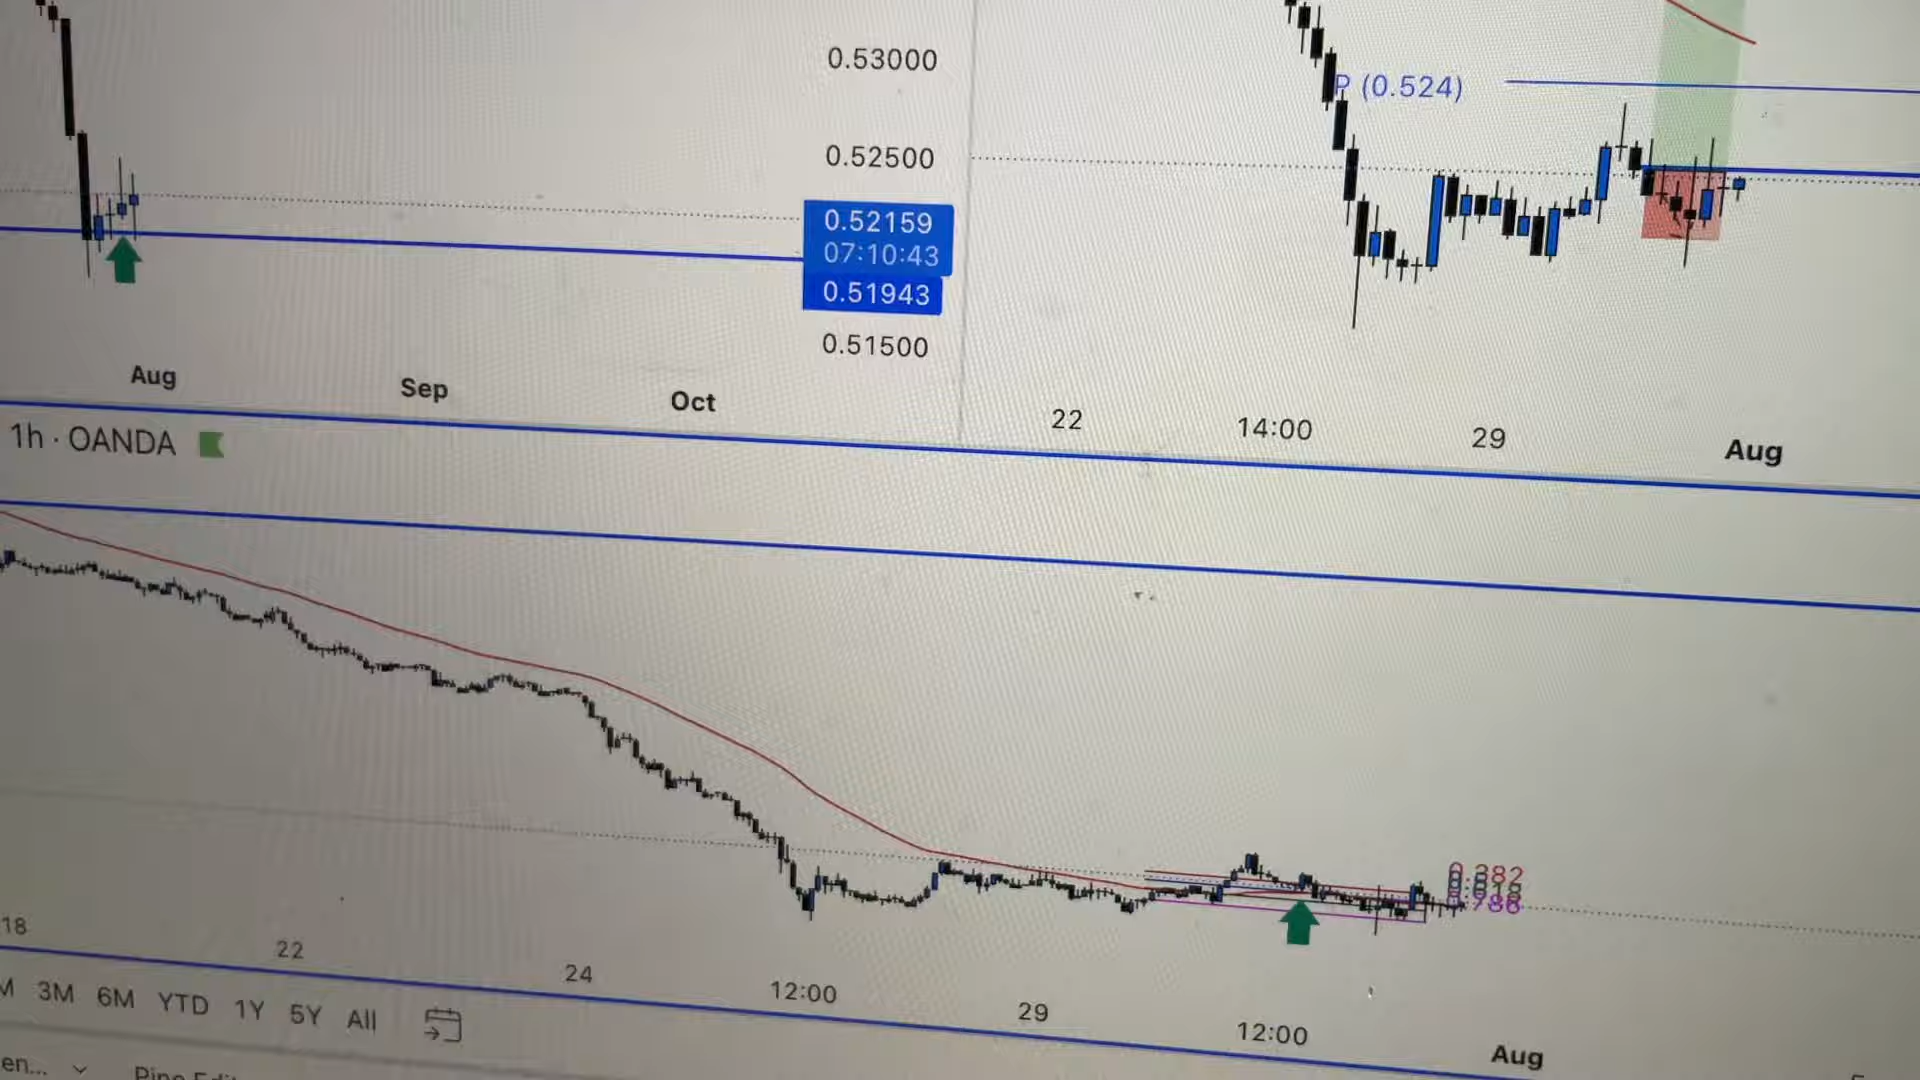 0.53000
0.52500
0.52159
07:10:43
0.51943
0.51500
Aug
Sep
Oct
P (0.524)
22
14:00
29
Aug
1h · OANDA
0.382
18
22
24
12:00
29
12:00
Aug
M
3M
6M
YTD
1Y
5Y
All
en...